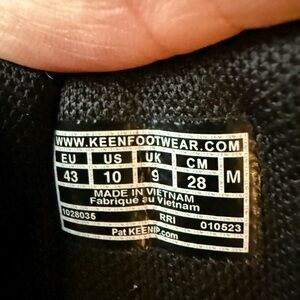 WWW.KEENFOOTWEAR.COM
EU US UK CM
43 10 9 28 M
MADE IN VIETNAM
Fabriqué au Vietnam
1028035 RRI 010523
Pat KEENIP.com